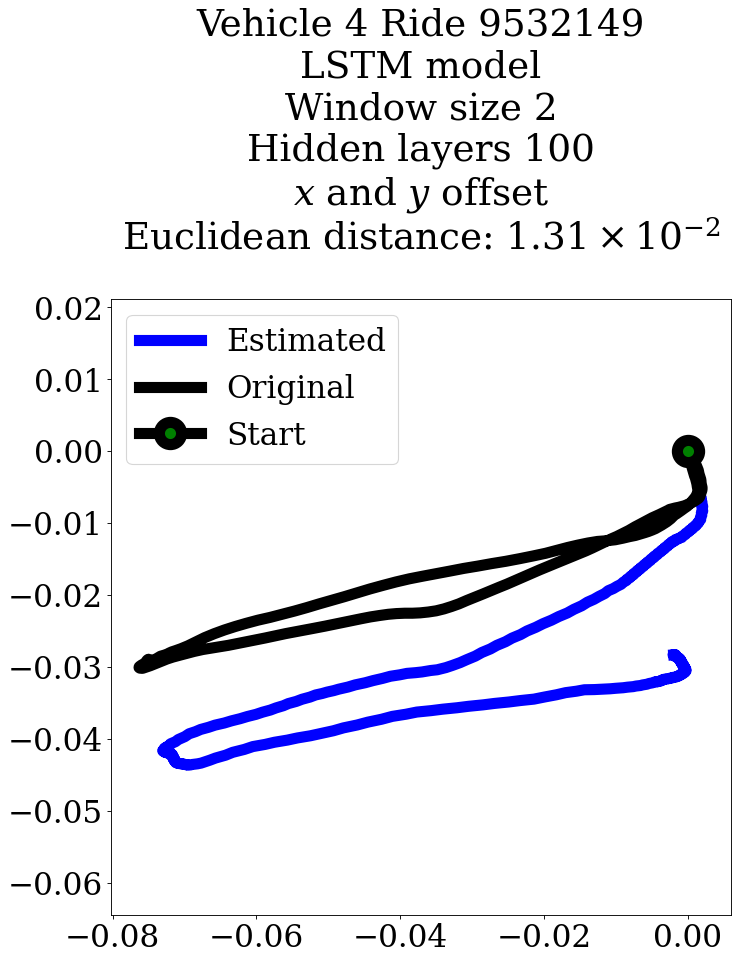 Vehicle 4 Ride 9532149
LSTM model
Window size 2
Hidden layers 100
x and y offset
Euclidean distance: 1.31 × 10⁻²
Estimated
Original
Start
0.02
0.01
0.00
−0.01
−0.02
−0.03
−0.04
−0.05
−0.06
−0.08 −0.06 −0.04 −0.02 0.00